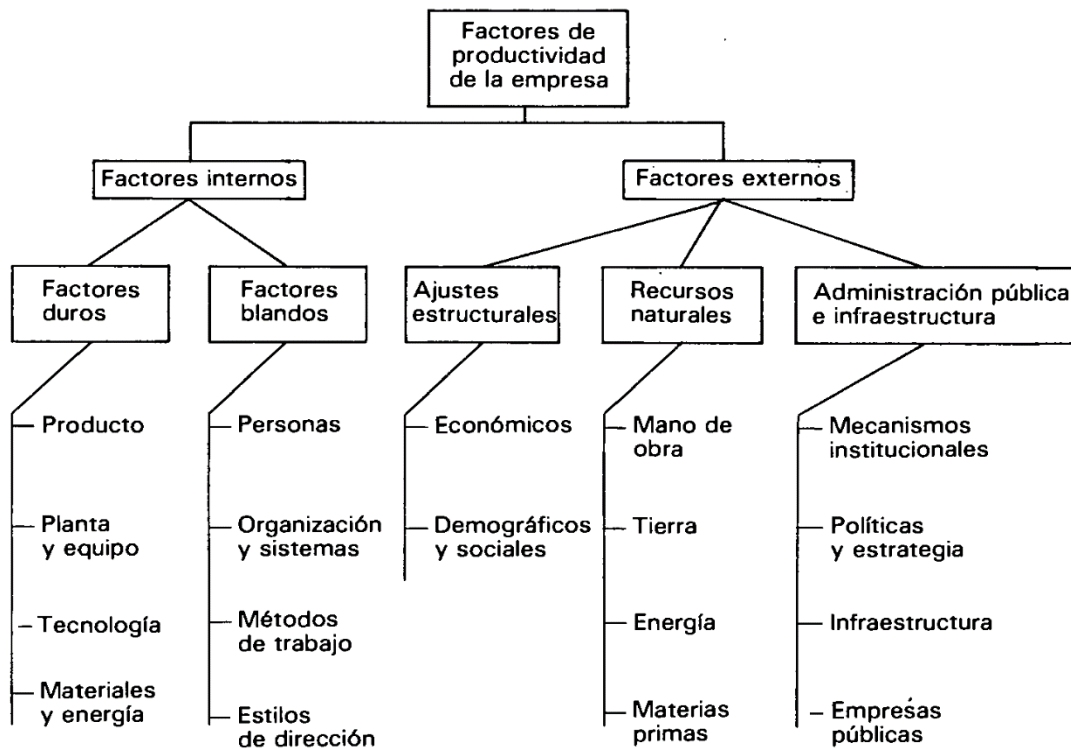 Factores de
productividad
de la empresa
Factores internos
Factores externos
Factores
duros
Factores
blandos
Ajustes
estructurales
Recursos
naturales
Administración pública
e infraestructura
Producto
Planta
y equipo
Tecnología
Materiales
y energía
Personas
Organización
y sistemas
Métodos
de trabajo
Estilos
de dirección
Económicos
Demográficos
y sociales
Mano de
obra
Tierra
Energía
Materias
primas
Mecanismos
institucionales
Políticas
y estrategia
Infraestructura
Empresas
públicas